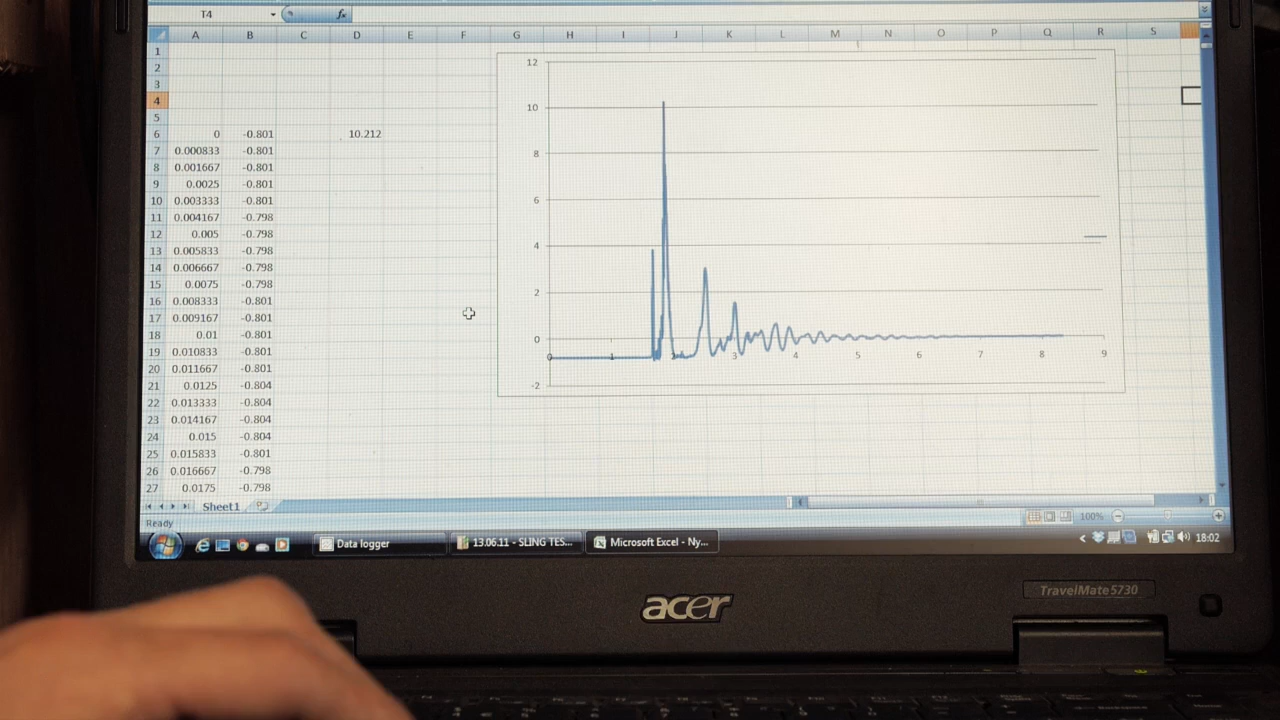 T4 fx
A B C D E F G H I J K L M N O P Q R S
1
2
3
4
5
6 0 -0.801 10.212
7 0.000833 -0.801
8 0.001667 -0.801
9 0.0025 -0.801
10 0.003333 -0.801
11 0.004167 -0.798
12 0.005 -0.798
13 0.005833 -0.798
14 0.006667 -0.798
15 0.0075 -0.798
16 0.008333 -0.801
17 0.009167 -0.801
18 0.01 -0.801
19 0.010833 -0.801
20 0.011667 -0.801
21 0.0125 -0.804
22 0.013333 -0.804
23 0.014167 -0.804
24 0.015 -0.804
25 0.015833 -0.801
26 0.016667 -0.798
27 0.0175 -0.798
12
10
8
6
4
2
0
-2
0 1 2 3 4 5 6 7 8 9
Sheet1
Ready 100%
Data logger 13.06.11 - SLING TES... Microsoft Excel - Ny... 18:02
acer
TravelMate 5730